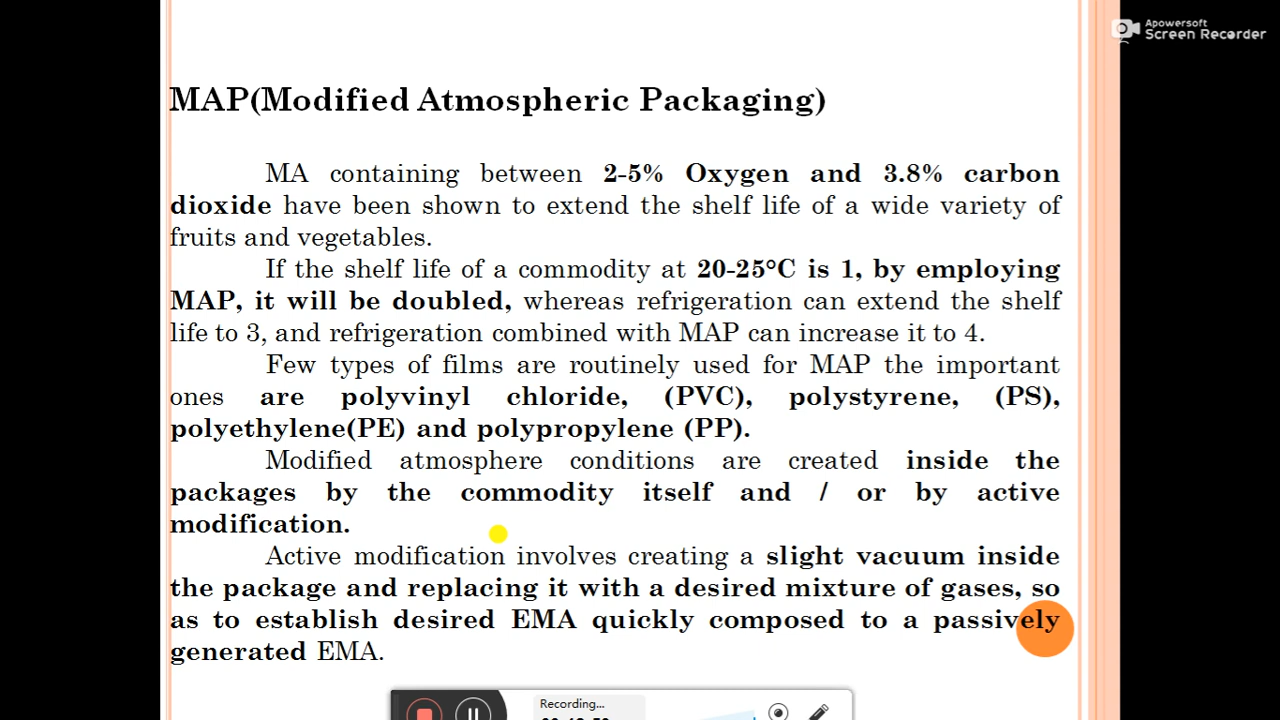 Apowersoft
Screen Recorder
MAP(Modified Atmospheric Packaging)
MA containing between 2-5% Oxygen and 3.8% carbon
dioxide have been shown to extend the shelf life of a wide variety of
fruits and vegetables.
If the shelf life of a commodity at 20-25°C is 1, by employing
MAP, it will be doubled, whereas refrigeration can extend the shelf
life to 3, and refrigeration combined with MAP can increase it to 4.
Few types of films are routinely used for MAP the important
ones are polyvinyl chloride, (PVC), polystyrene, (PS),
polyethylene(PE) and polypropylene (PP).
Modified atmosphere conditions are created inside the
packages by the commodity itself and / or by active
modification.
Active modification involves creating a slight vacuum inside
the package and replacing it with a desired mixture of gases, so
as to establish desired EMA quickly composed to a passively
generated EMA.
Recording...